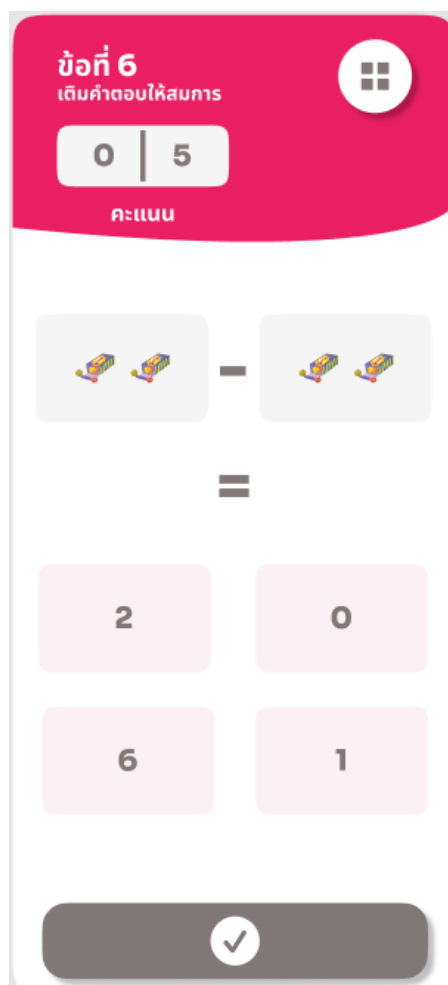 ข้อที่ 6
เติมคำตอบให้สมการ
0 | 5
คะแนน
-
=
2 0
6 1